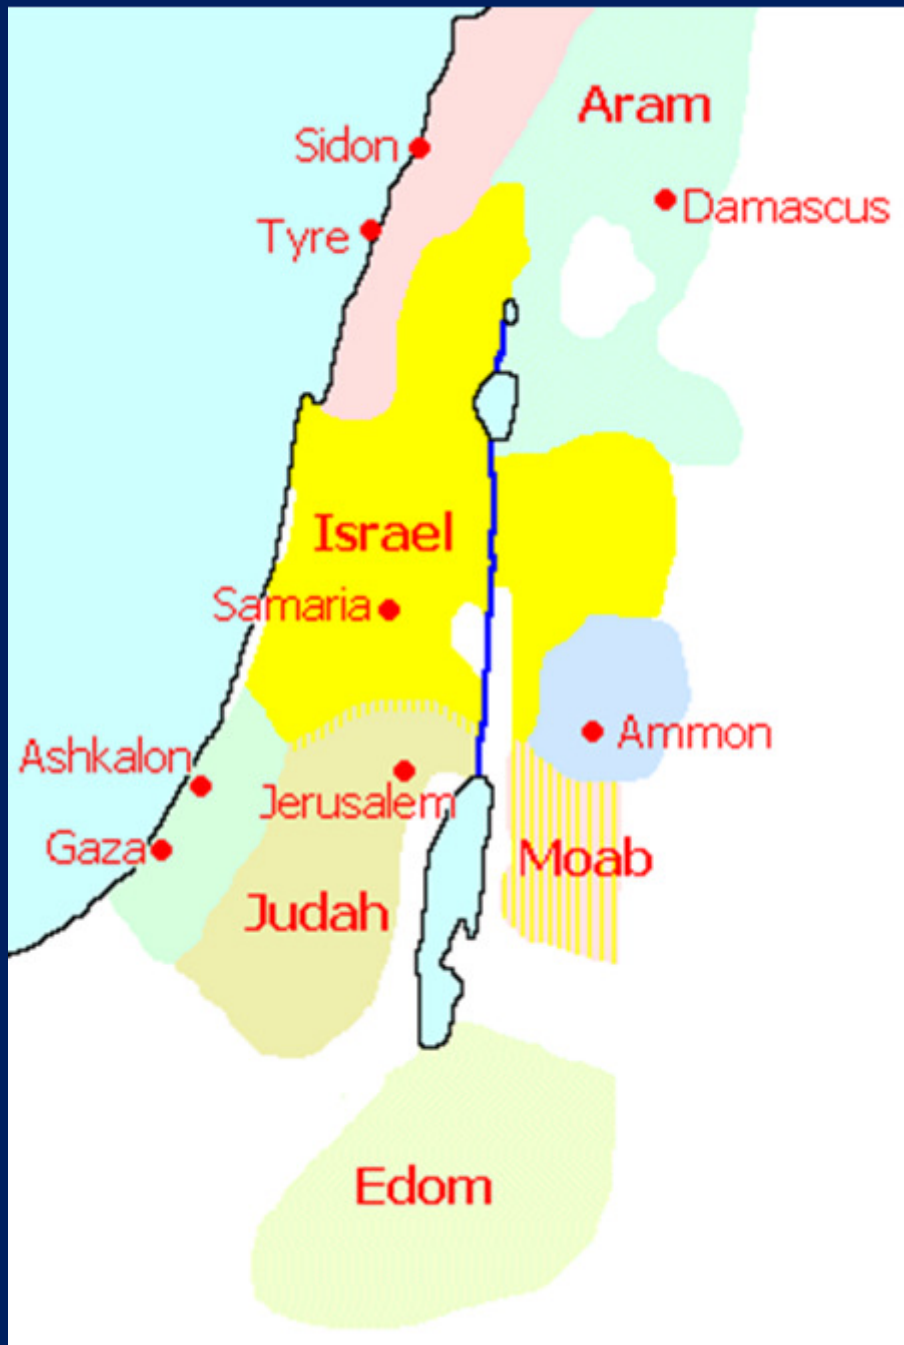 Aram
Sidon
Damascus
Tyre
Israel
Samaria
Ammon
Ashkalon
Jerusalem
Gaza
Moab
Judah
Edom